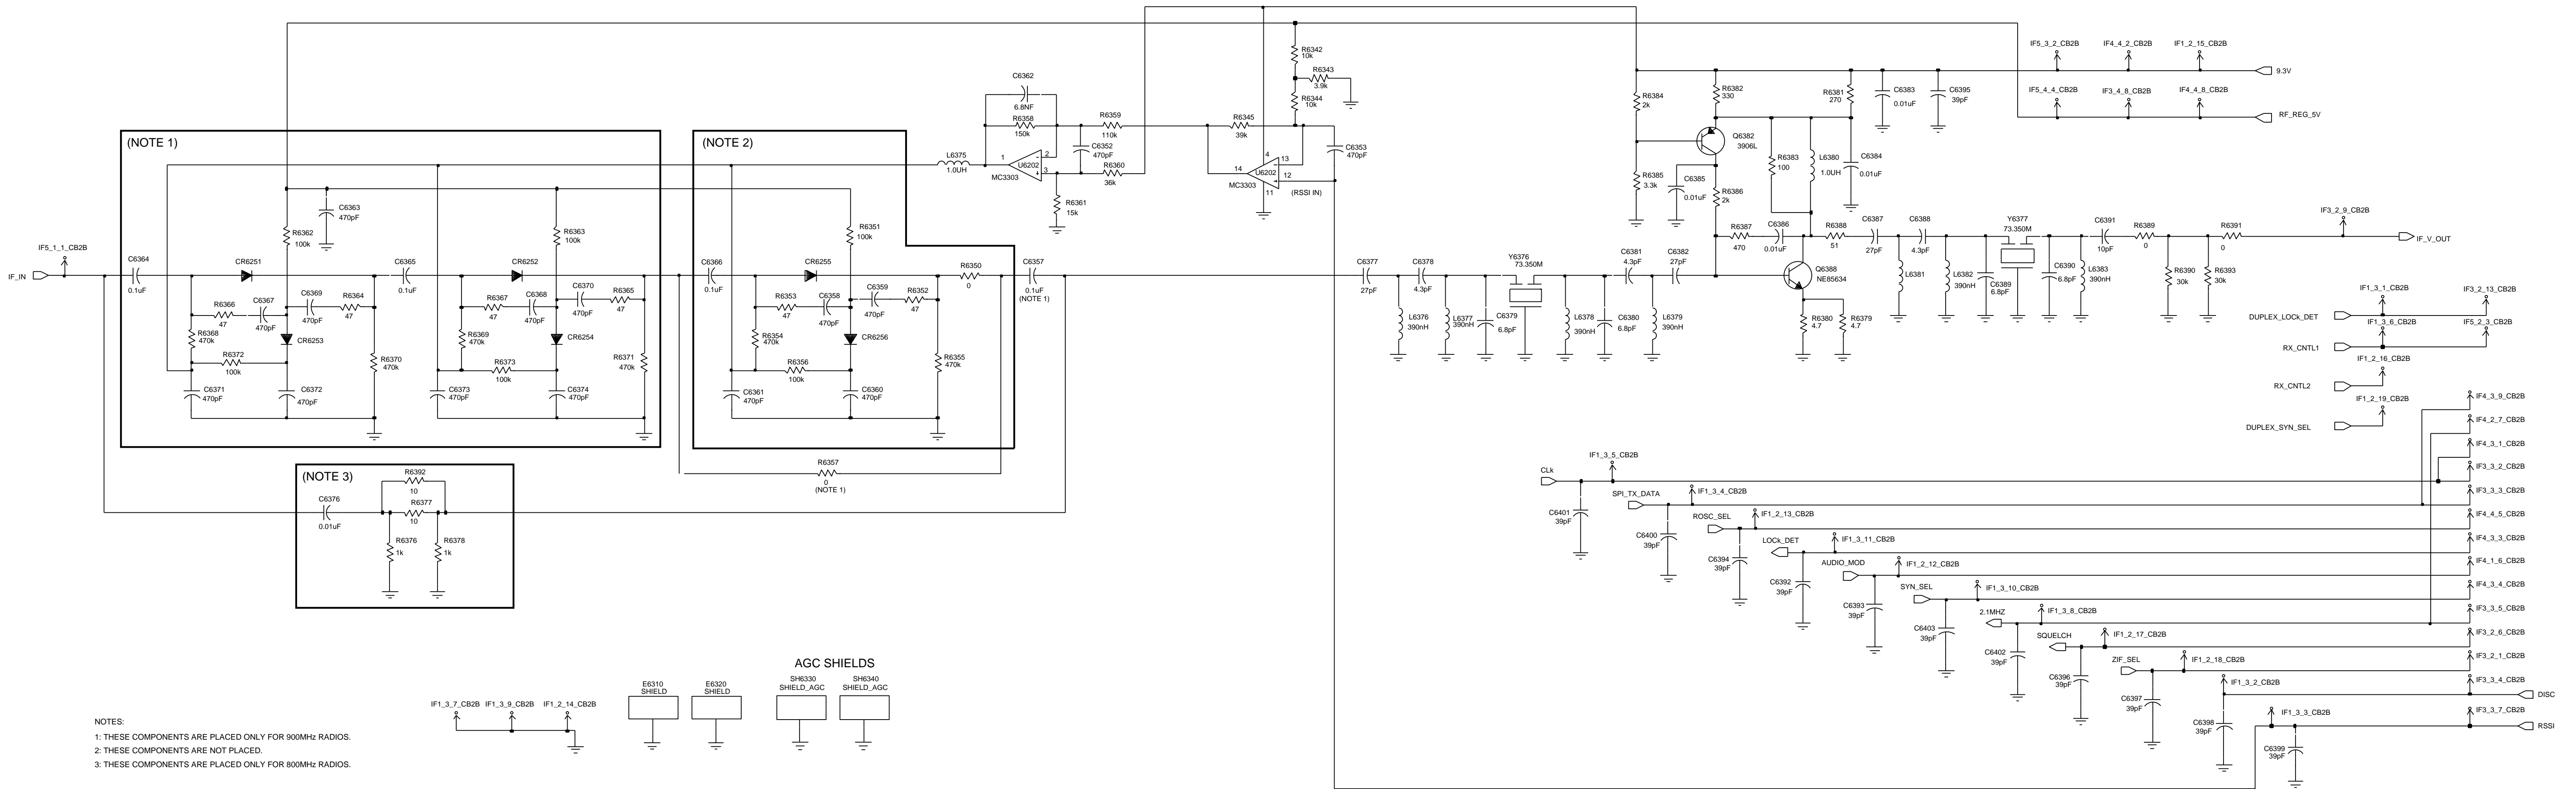 (NOTE 1)
(NOTE 2)
(NOTE 3)
IF5_1_1_CB2B
IF_IN
C6364
0.1uF
CR6251
R6366
47
C6367
470pF
R6368
470k
R6372
100k
C6371
470pF
R6362
100k
C6363
470pF
C6369
470pF
R6364
47
CR6253
C6372
470pF
R6370
470k
C6365
0.1uF
CR6252
R6367
47
C6368
470pF
R6369
470k
R6373
100k
C6373
470pF
R6363
100k
C6370
470pF
R6365
47
CR6254
C6374
470pF
R6371
470k
C6366
0.1uF
CR6255
R6353
47
C6358
470pF
R6354
470k
R6356
100k
C6361
470pF
R6351
100k
C6359
470pF
R6352
47
CR6256
C6360
470pF
R6355
470k
R6350
0
C6357
0.1uF
(NOTE 1)
R6357
0
(NOTE 1)
C6376
0.01uF
R6392
10
R6377
10
R6376
1k
R6378
1k
L6375
1.0UH
C6362
6.8NF
R6358
150k
1
2
3
U6202
MC3303
C6352
470pF
R6359
110k
R6360
36k
R6361
15k
R6342
10k
R6343
3.9k
R6344
10k
R6345
39k
14
4
13
12
11
U6202
MC3303
(RSSI IN)
C6353
470pF
C6377
27pF
C6378
4.3pF
L6376
390nH
L6377
390nH
C6379
6.8pF
Y6376
73.350M
L6378
390nH
C6380
6.8pF
C6381
4.3pF
L6379
390nH
C6382
27pF
R6384
2k
R6385
3.3k
R6382
330
Q6382
3906L
C6385
0.01uF
R6386
2k
R6383
100
L6380
1.0UH
R6381
270
C6384
0.01uF
C6383
0.01uF
C6395
39pF
R6387
470
C6386
0.01uF
Q6388
NE85634
R6380
4.7
R6379
4.7
R6388
51
C6387
27pF
L6381
C6388
4.3pF
L6382
390nH
C6389
6.8pF
Y6377
73.350M
C6390
6.8pF
L6383
390nH
C6391
10pF
R6389
0
R6390
30k
R6393
30k
R6391
0
IF3_2_9_CB2B
IF_V_OUT
IF5_3_2_CB2B
IF4_4_2_CB2B
IF1_2_15_CB2B
9.3V
IF5_4_4_CB2B
IF3_4_8_CB2B
IF4_4_8_CB2B
RF_REG_5V
IF1_3_1_CB2B
IF3_2_13_CB2B
DUPLEX_LOCk_DET
IF1_3_6_CB2B
IF5_2_3_CB2B
RX_CNTL1
IF1_2_16_CB2B
RX_CNTL2
IF1_2_19_CB2B
DUPLEX_SYN_SEL
IF4_3_9_CB2B
IF4_2_7_CB2B
IF4_3_1_CB2B
IF3_3_2_CB2B
IF3_3_3_CB2B
IF4_4_5_CB2B
IF4_3_3_CB2B
IF4_1_6_CB2B
IF4_3_4_CB2B
IF3_3_5_CB2B
IF3_2_6_CB2B
IF3_2_1_CB2B
IF3_3_4_CB2B
IF3_3_7_CB2B
CLk
IF1_3_5_CB2B
C6401
39pF
SPI_TX_DATA
IF1_3_4_CB2B
C6400
39pF
ROSC_SEL
IF1_2_13_CB2B
C6394
39pF
LOCk_DET
IF1_3_11_CB2B
C6392
39pF
AUDIO_MOD
IF1_2_12_CB2B
C6393
39pF
SYN_SEL
IF1_3_10_CB2B
C6403
39pF
2.1MHZ
IF1_3_8_CB2B
C6402
39pF
SQUELCH
IF1_2_17_CB2B
C6396
39pF
ZIF_SEL
IF1_2_18_CB2B
C6397
39pF
IF1_3_2_CB2B
C6398
39pF
DISC
IF1_3_3_CB2B
C6399
39pF
RSSI
AGC SHIELDS
IF1_3_7_CB2B
IF1_3_9_CB2B
IF1_2_14_CB2B
E6310
SHIELD
E6320
SHIELD
SH6330
SHIELD_AGC
SH6340
SHIELD_AGC
NOTES:
1: THESE COMPONENTS ARE PLACED ONLY FOR 900MHz RADIOS.
2: THESE COMPONENTS ARE NOT PLACED.
3: THESE COMPONENTS ARE PLACED ONLY FOR 800MHz RADIOS.